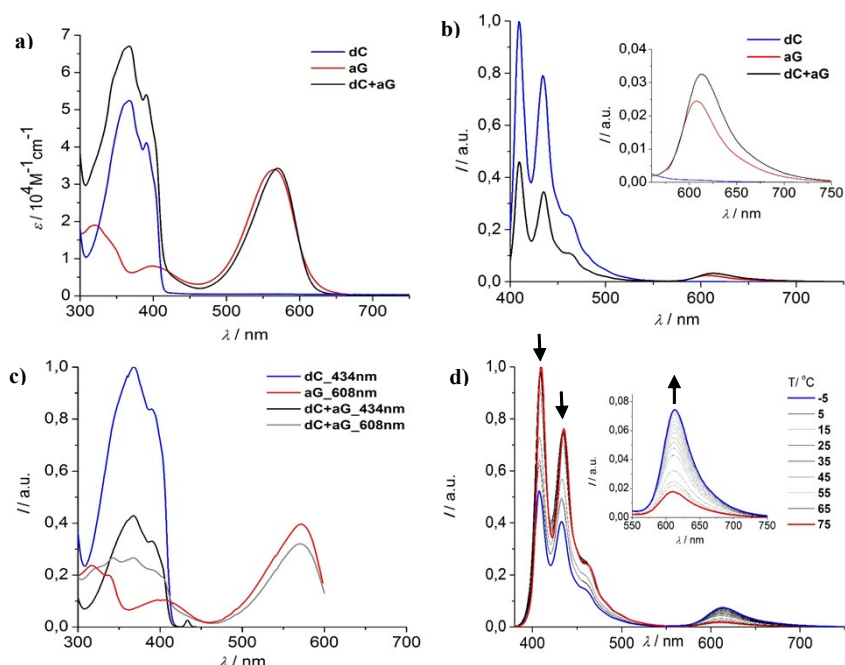 a)
ε / 10⁴M⁻¹cm⁻¹
7
6
5
4
3
2
1
0
300 400 500 600 700
λ / nm
dC
aG
dC+aG
b)
I / a.u.
1,0
0,8
0,6
0,4
0,2
0,0
400 500 600 700
λ / nm
0,04
0,03
0,02
0,01
0,00
600 650 700 750
λ / nm
dC
aG
dC+aG
c)
I / a.u.
1,0
0,8
0,6
0,4
0,2
0,0
300 400 500 600 700
λ / nm
dC_434nm
aG_608nm
dC+aG_434nm
dC+aG_608nm
d)
I / a.u.
1,0
0,8
0,6
0,4
0,2
0,0
400 500 600 700
λ / nm
0,08
0,06
0,04
0,02
0,00
550 600 650 700 750
λ / nm
T/ °C
-5
5
15
25
35
45
55
65
75